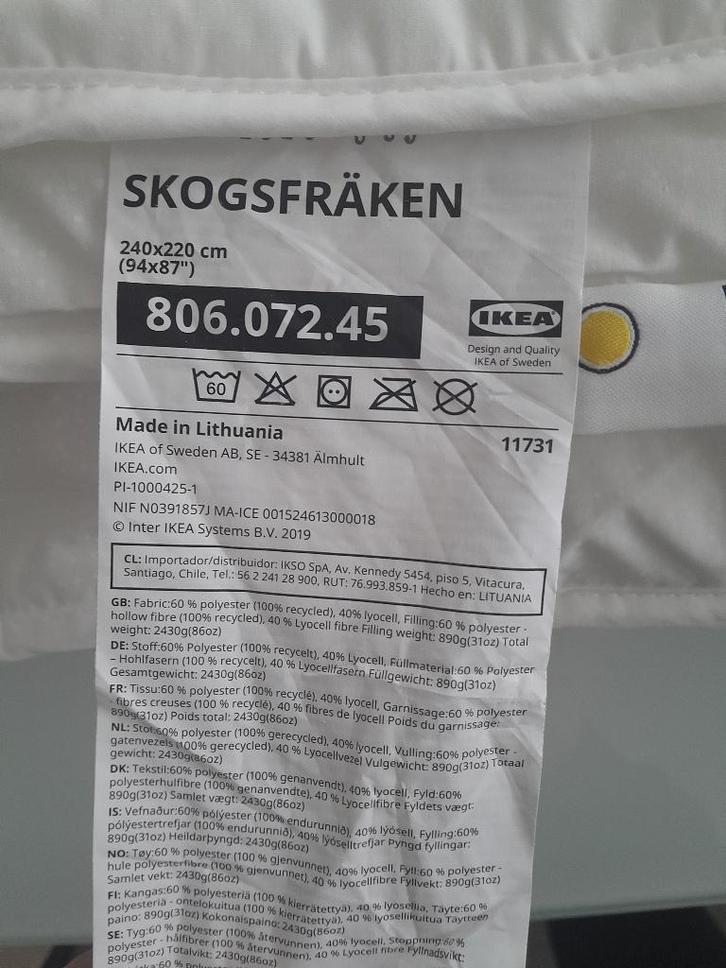 SKOGSFRÄKEN
240x220 cm
(94x87")
806.072.45
IKEA
Design and Quality
IKEA of Sweden
60
Made in Lithuania
11731
IKEA of Sweden AB, SE - 34381 Älmhult
IKEA.com
PI-1000425-1
NIF N0391857J MA-ICE 001524613000018
© Inter IKEA Systems B.V. 2019
CL: Importador/distribuidor: IKSO SpA, Av. Kennedy 5454, piso 5, Vitacura,
Santiago, Chile, Tel.: 56 2 241 28 900, RUT: 76.993.859-1 Hecho en: LITUANIA
GB: Fabric:60 % polyester (100% recycled), 40% lyocell, Filling:60 % polyester -
hollow fibre (100% recycled), 40 % Lyocell fibre Filling weight: 890g(31oz) Total
weight: 2430g(86oz)
DE: Stoff:60% Polyester (100% recycelt), 40% Lyocell, Füllmaterial:60 % Polyester
– Hohlfasern (100 % recycelt), 40 % Lyocellfasern Füllgewicht: 890g(31oz)
Gesamtgewicht: 2430g(86oz)
FR: Tissu:60 % polyester (100% recyclé), 40% lyocell, Garnissage:60 % polyester
- fibres creuses (100 % recyclé), 40 % fibres de lyocell Poids du garnissage:
890g(31oz) Poids total: 2430g(86oz)
NL: Stof:60% polyester (100% gerecycled), 40% lyocell, Vulling:60% polyester -
gatenvezels (100% gerecycled), 40 % Lyocellvezel Vulgewicht: 890g(31oz) Totaal
gewicht: 2430g(86oz)
DK: Tekstil:60% polyester (100% genanvendt), 40% lyocell, Fyld:60%
polyesterhulfibre (100% genanvendte), 40 % Lyocellfibre Fyldets vægt:
890g(31oz) Samlet vægt: 2430g(86oz)
IS: Vefnaður:60% pólýester (100% endurunnið), 40% lýósell, Fylling:60%
pólýestertrefjar (100% endurunnið), 40% lýóselltrefjar Þyngd fyllingar:
890g(31oz) Heildarþyngd: 2430g(86oz)
NO: Tøy:60 % polyester (100 % gjenvunnet), 40 % lyocell, Fyll:60 % polyester -
hule polyesterfibre (100 % gjenvunnet), 40 % lyocellfibre Fyllvekt: 890g(31oz)
Samlet vekt: 2430g(86oz)
FI: Kangas:60 % polyesteriä (100 % kierrätettyä), 40 % lyosellia, Täyte:60 %
polyesteria - ontelokuitua (100 % kierrätettyä), 40 % lyosellikuitua Täytteen
paino: 890g(31oz) Kokonaispaino: 2430g(86oz)
SE: Tyg:60 % polyester (100% återvunnen), 40% lyocell, Stoppning:60 %
polyester - hålfibrer (100 % återvunnen), 40 % Lyocell fibre Fyllnadsvikt:
890g(31oz) Totalvikt: 2430g(86oz)